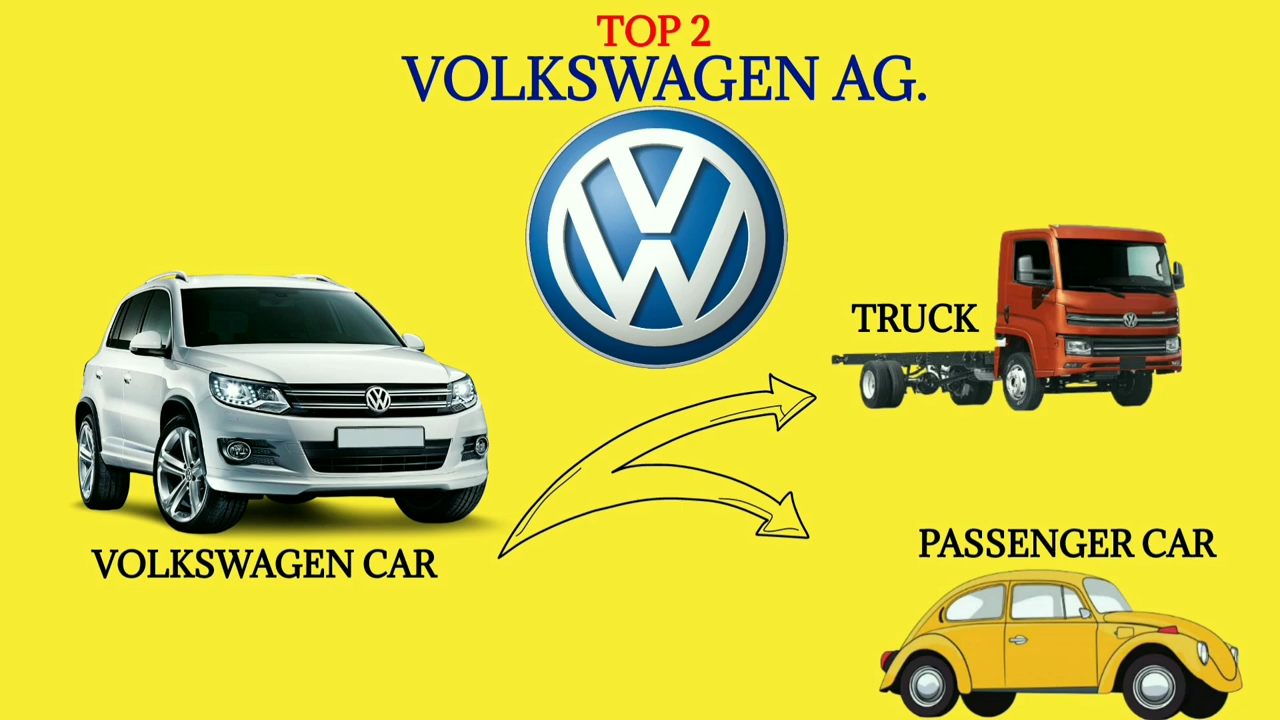 TOP 2
VOLKSWAGEN AG.
TRUCK
VOLKSWAGEN CAR
PASSENGER CAR